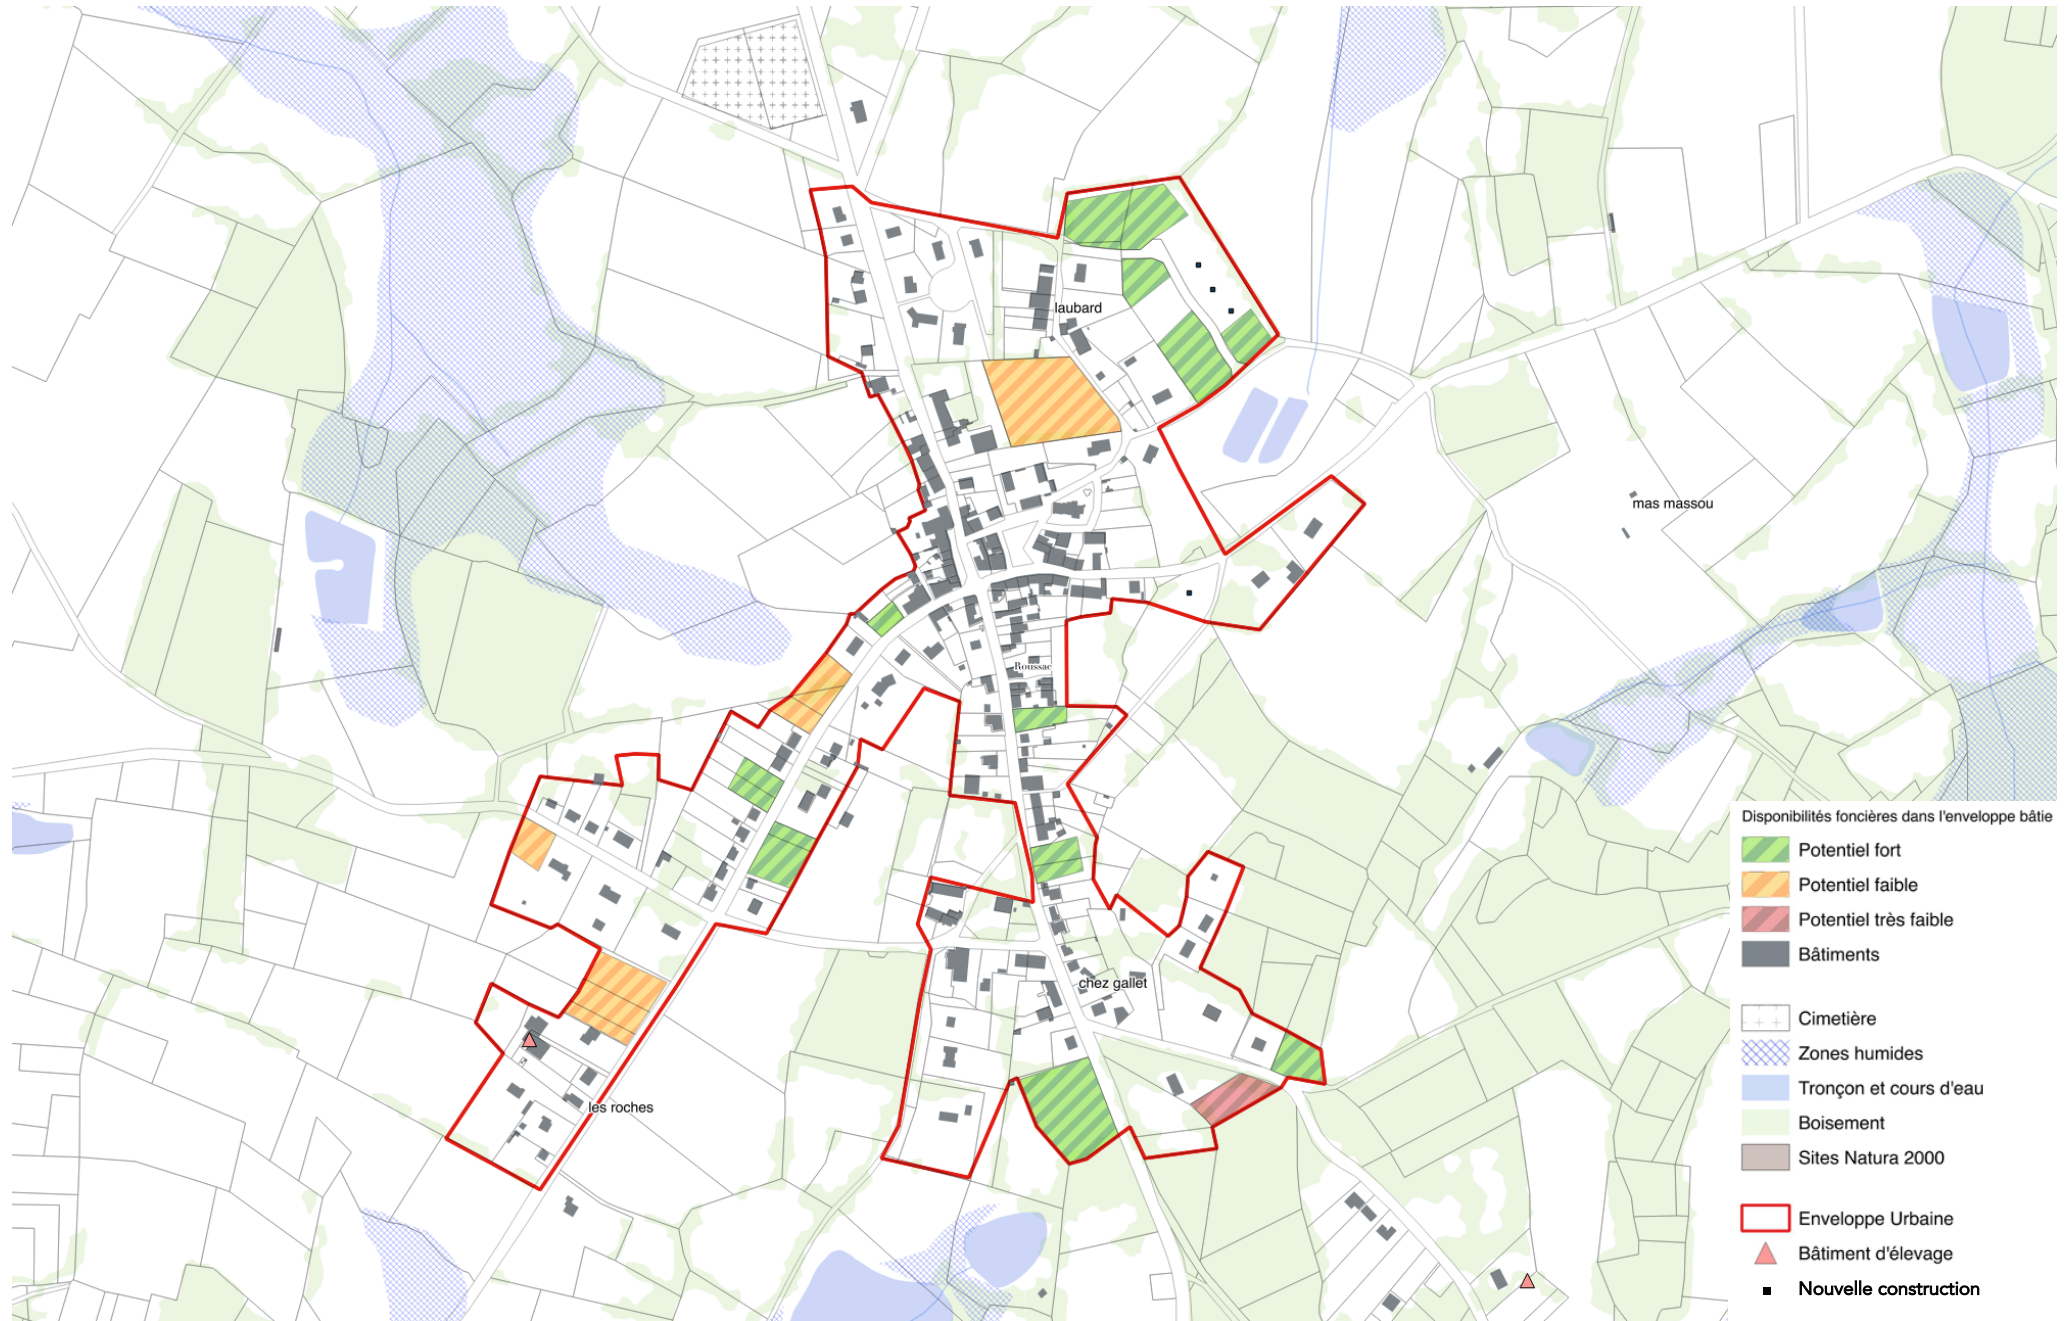 laubard
mas massou
Roussac
chez gallet
les roches
Disponibilités foncières dans l'enveloppe bâtie
Potentiel fort
Potentiel faible
Potentiel très faible
Bâtiments
Cimetière
Zones humides
Tronçon et cours d'eau
Boisement
Sites Natura 2000
Enveloppe Urbaine
Bâtiment d'élevage
Nouvelle construction